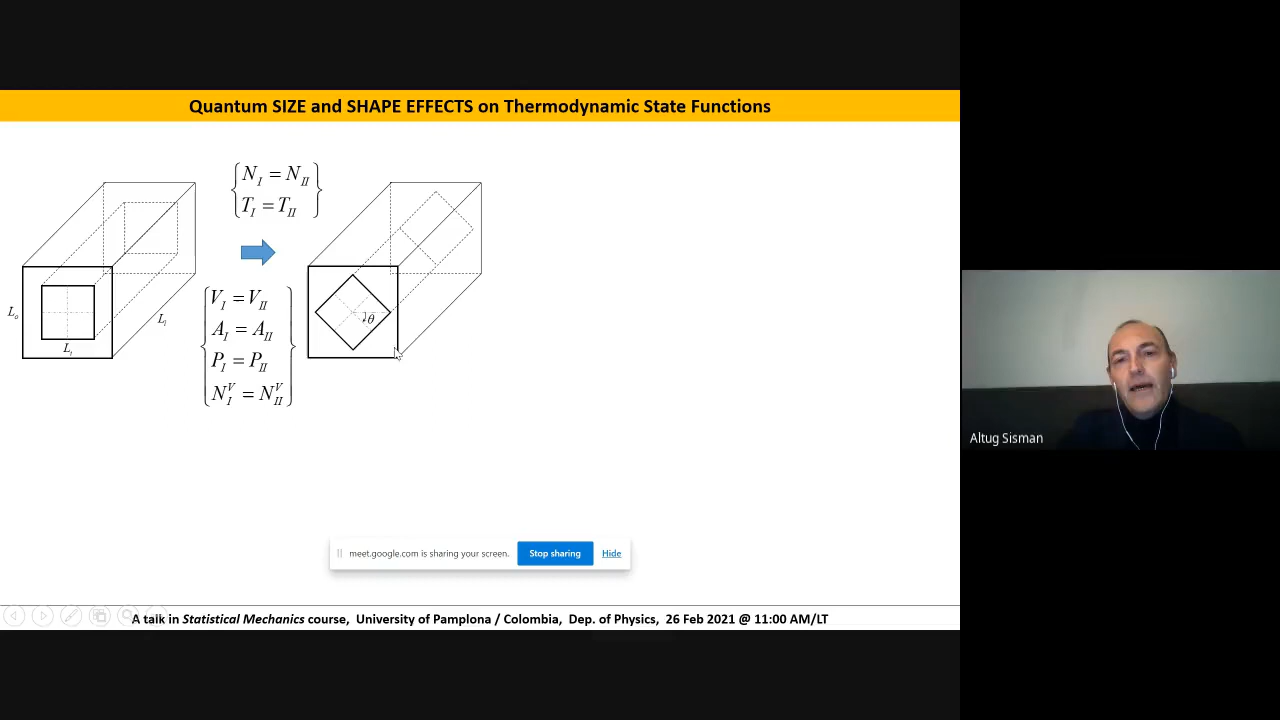 Quantum SIZE and SHAPE EFFECTS on Thermodynamic State Functions
N_I = N_II
T_I = T_II
V_I = V_II
A_I = A_II
P_I = P_II
N_I^V = N_II^V
L_o
L_i
L_l
θ
Altug Sisman
meet.google.com is sharing your screen.
Stop sharing
Hide
A talk in Statistical Mechanics course, University of Pamplona / Colombia, Dep. of Physics, 26 Feb 2021 @ 11:00 AM/LT